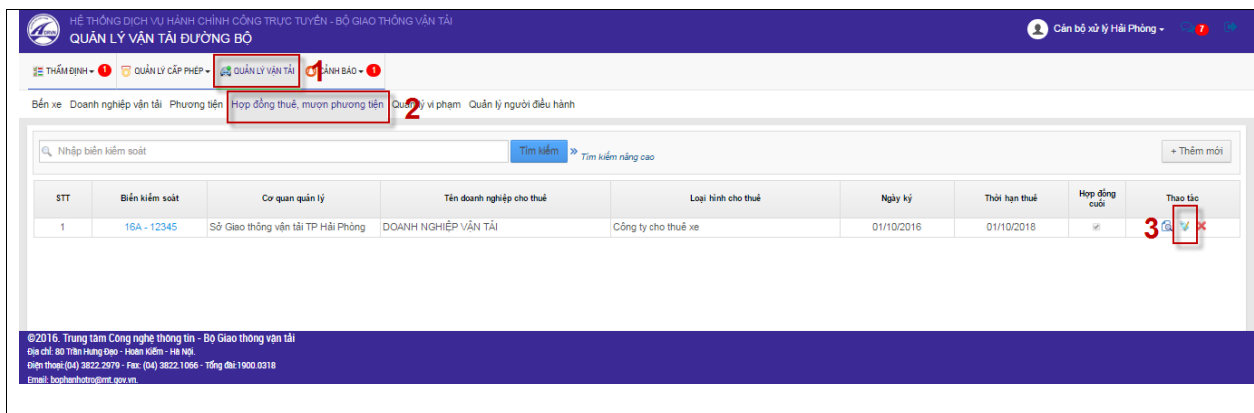 HỆ THỐNG DỊCH VỤ HÀNH CHÍNH CÔNG TRỰC TUYẾN - BỘ GIAO THÔNG VẬN TẢI
QUẢN LÝ VẬN TẢI ĐƯỜNG BỘ
Cán bộ xử lý Hải Phòng
7
THẨM ĐỊNH 1 QUẢN LÝ CẤP PHÉP QUẢN LÝ VẬN TẢI 1 CẢNH BÁO 1
Bến xe Doanh nghiệp vận tải Phương tiện Hợp đồng thuê, mượn phương tiện 2 Quản lý vi phạm Quản lý người điều hành
Nhập biển kiểm soát Tìm kiếm » Tìm kiếm nâng cao + Thêm mới
STT Biển kiểm soát Cơ quan quản lý Tên doanh nghiệp cho thuê Loại hình cho thuê Ngày ký Thời hạn thuê Hợp đồng cuối Thao tác
1 16A - 12345 Sở Giao thông vận tải TP Hải Phòng DOANH NGHIỆP VẬN TẢI Công ty cho thuê xe 01/10/2016 01/10/2018 3
©2016. Trung tâm Công nghệ thông tin - Bộ Giao thông vận tải
Địa chỉ: 80 Trần Hưng Đạo - Hoàn Kiếm - Hà Nội.
Điện thoại:(04) 3822.2979 - Fax: (04) 3822.1066 - Tổng đài:1900.0318
Email: bophanhotro@mt.gov.vn.